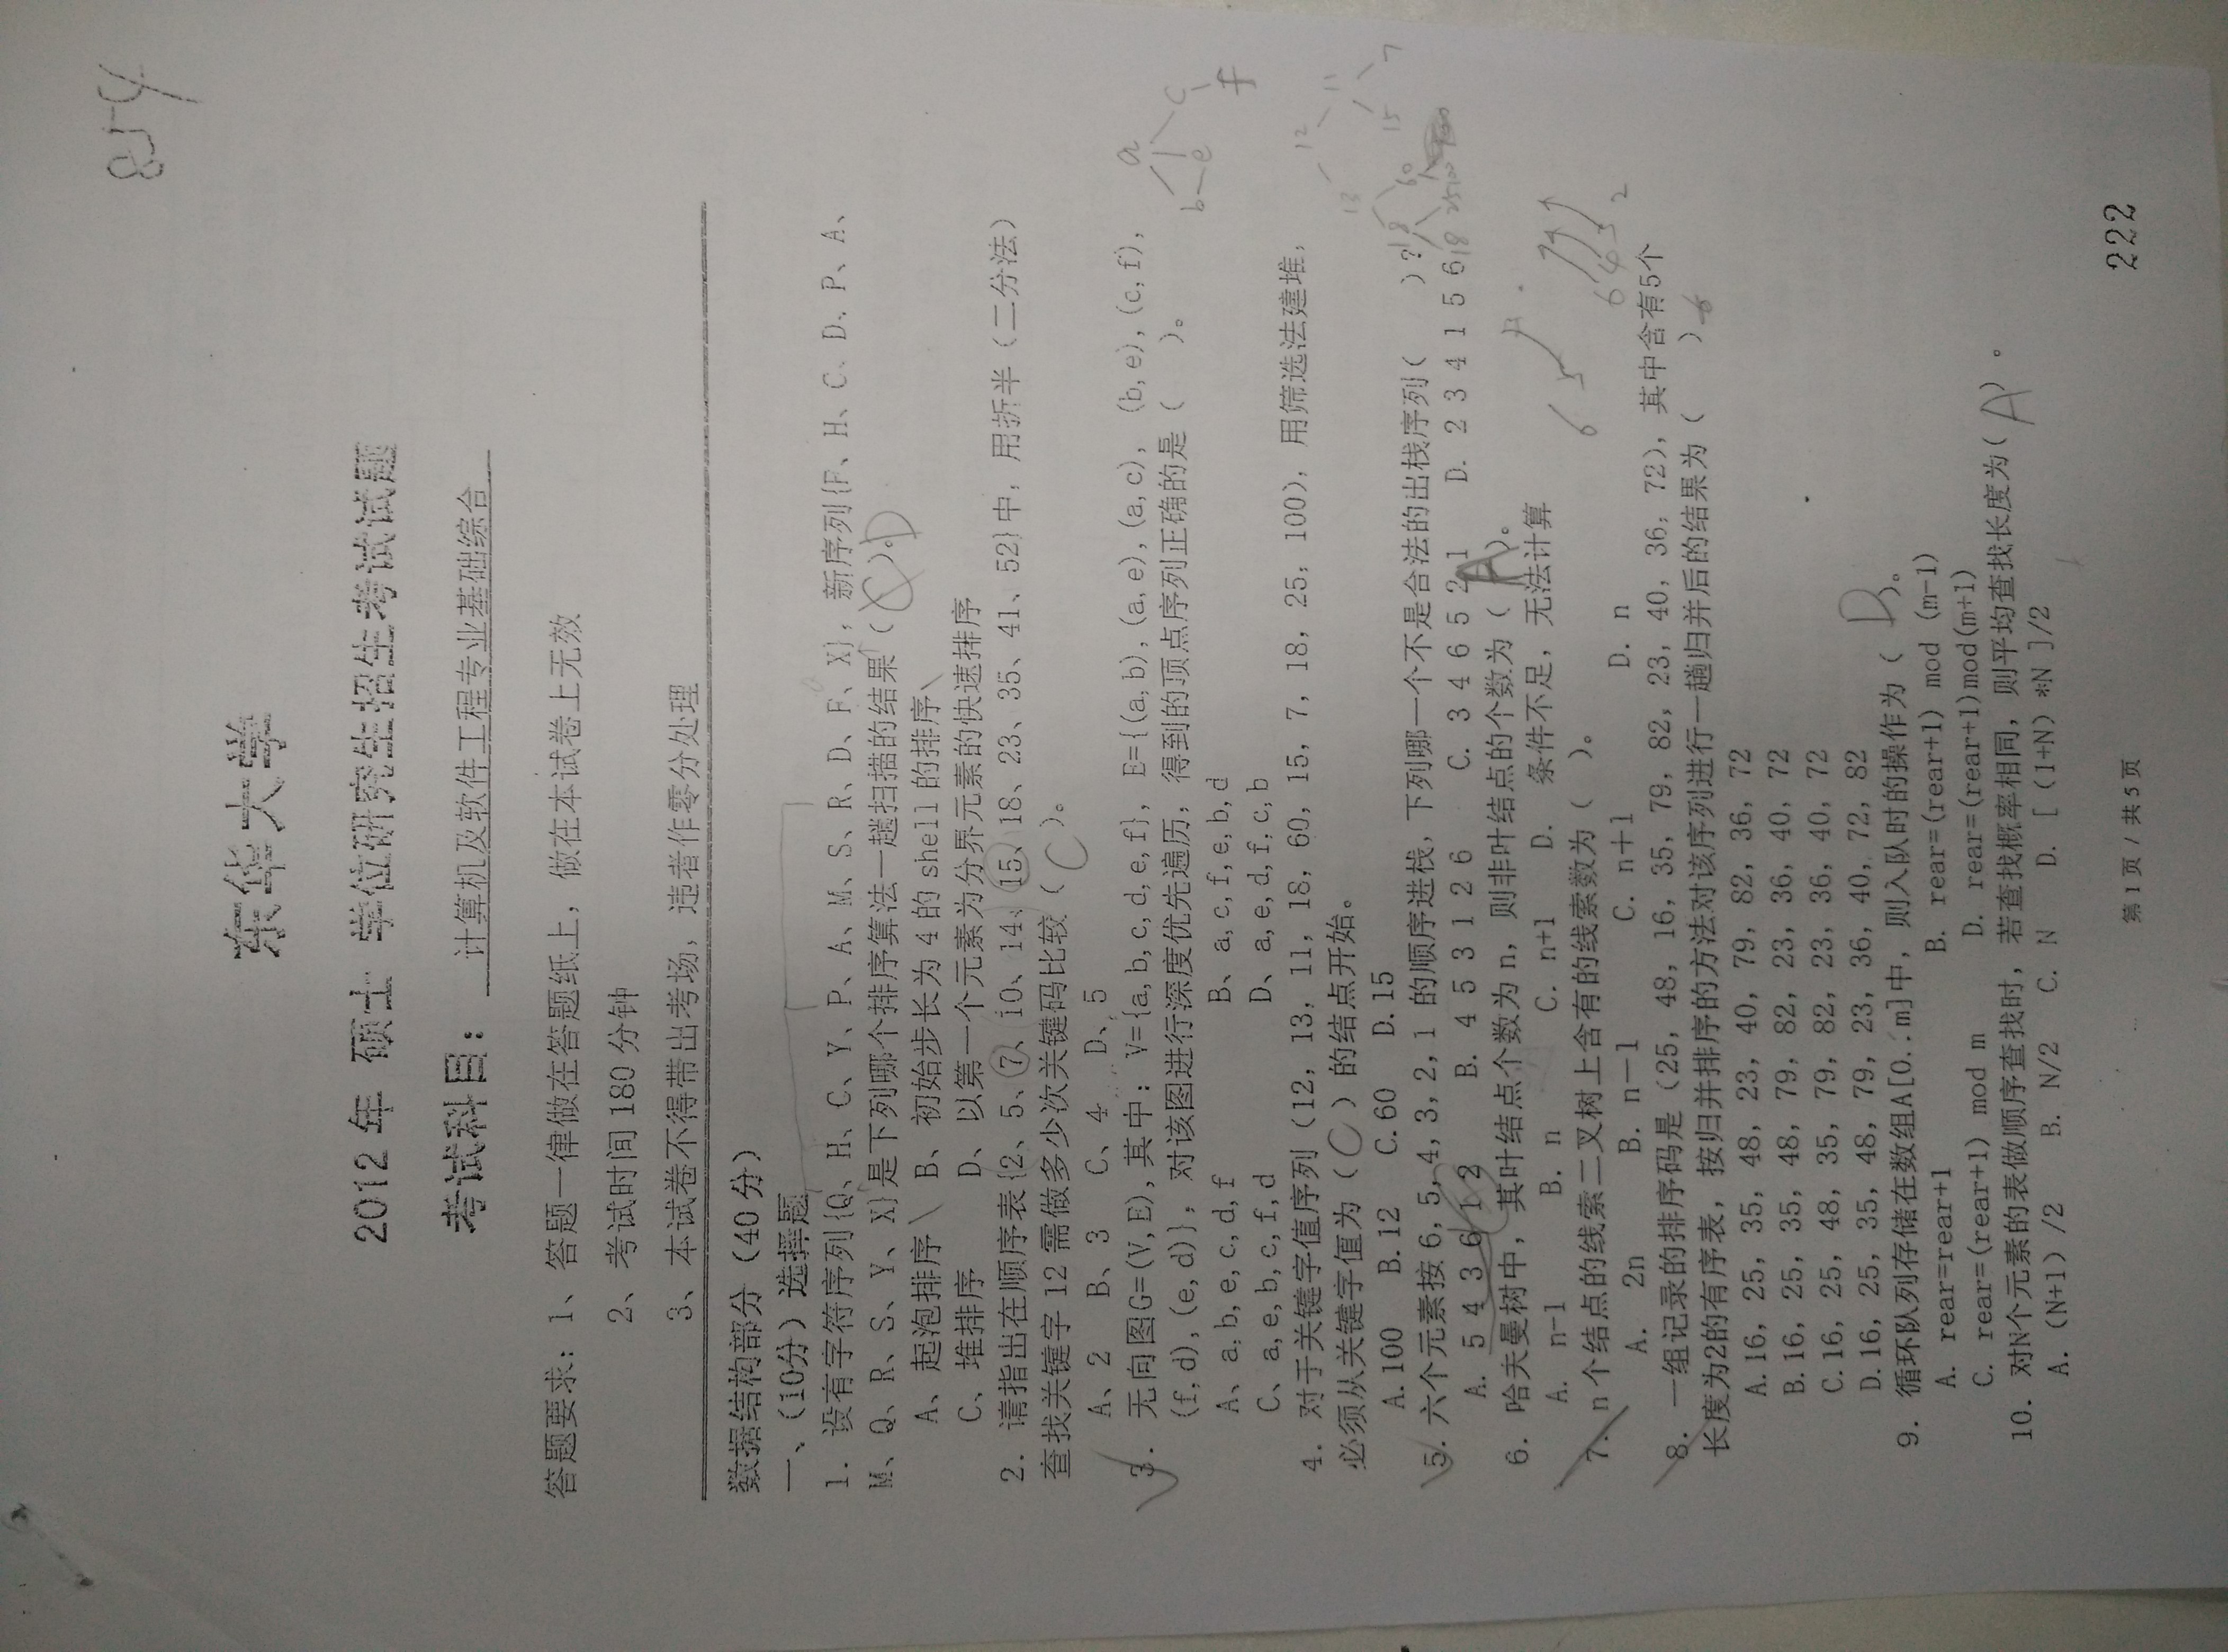 854
东华大学
2012 年 硕士 学位研究生招生考试试题
考试科目： 计算机及软件工程专业基础综合
答题要求：1、答题一律做在答题纸上，做在本试卷上无效
2、考试时间 180 分钟
3、本试卷不得带出考场，违者作零分处理
数据结构部分（40 分）
一、（10分）选择题
1. 设有字符序列{Q、H、C、Y、P、A、M、S、R、D、F、X}，新序列{F、H、C、D、P、A、
M、Q、R、S、Y、X}是下列哪个排序算法一趟扫描的结果（ ）。D
A、起泡排序 B、初始步长为 4 的 shell 的排序
C、堆排序 D、以第一个元素为分界元素的快速排序
2. 请指出在顺序表{2、5、7、10、14、15、18、23、35、41、52}中，用折半（二分法）
查找关键字 12 需做多少次关键码比较（ C ）。
A、2 B、3 C、4 D、5
3. 无向图G=(V,E),其中：V={a,b,c,d,e,f}, E={(a,b),(a,e),(a,c), (b,e),(c,f),
(f,d),(e,d)}，对该图进行深度优先遍历，得到的顶点序列正确的是（ ）。
A、a,b,e,c,d,f B、a,c,f,e,b,d
C、a,e,b,c,f,d D、a,e,d,f,c,b
a
b e c
f
4. 对于关键字值序列（12, 13, 11, 18, 60, 15, 7, 18, 25, 100），用筛选法建堆，
必须从关键字值为（ C ）的结点开始。
A.100 B.12 C.60 D.15
12
13 11
18 60 15 7
18 25 100
5. 六个元素按 6, 5, 4, 3, 2, 1 的顺序进栈，下列哪一个不是合法的出栈序列（ ）？
A. 5 4 3 6 1 2 B. 4 5 3 1 2 6 C. 3 4 6 5 2 1 D. 2 3 4 1 5 6
6. 哈夫曼树中，其叶结点个数为 n，则非叶结点的个数为（ A ）。
A. n-1 B. n C. n+1 D. 条件不足，无法计算
7. n 个结点的线索二叉树上含有的线索数为（ ）。
A. 2n B. n-1 C. n+1 D. n
8. 一组记录的排序码是（25, 48, 16, 35, 79, 82, 23, 40, 36, 72），其中含有5个
长度为2的有序表，按归并排序的方法对该序列进行一趟归并后的结果为（ ）
A. 16, 25, 35, 48, 23, 40, 79, 82, 36, 72
B. 16, 25, 35, 48, 79, 82, 23, 36, 40, 72
C. 16, 25, 48, 35, 79, 82, 23, 36, 40, 72
D. 16, 25, 35, 48, 79, 23, 36, 40, 72, 82
9. 循环队列存储在数组A[0..m]中，则入队时的操作为（ D ）。
A. rear=rear+1 B. rear=(rear+1) mod (m-1)
C. rear=(rear+1) mod m D. rear=(rear+1)mod(m+1)
10. 对N个元素的表做顺序查找时，若查找概率相同，则平均查找长度为（ A ）。
A. (N+1) /2 B. N/2 C. N D. [ (1+N) *N ]/2
第 1 页 / 共 5 页
222